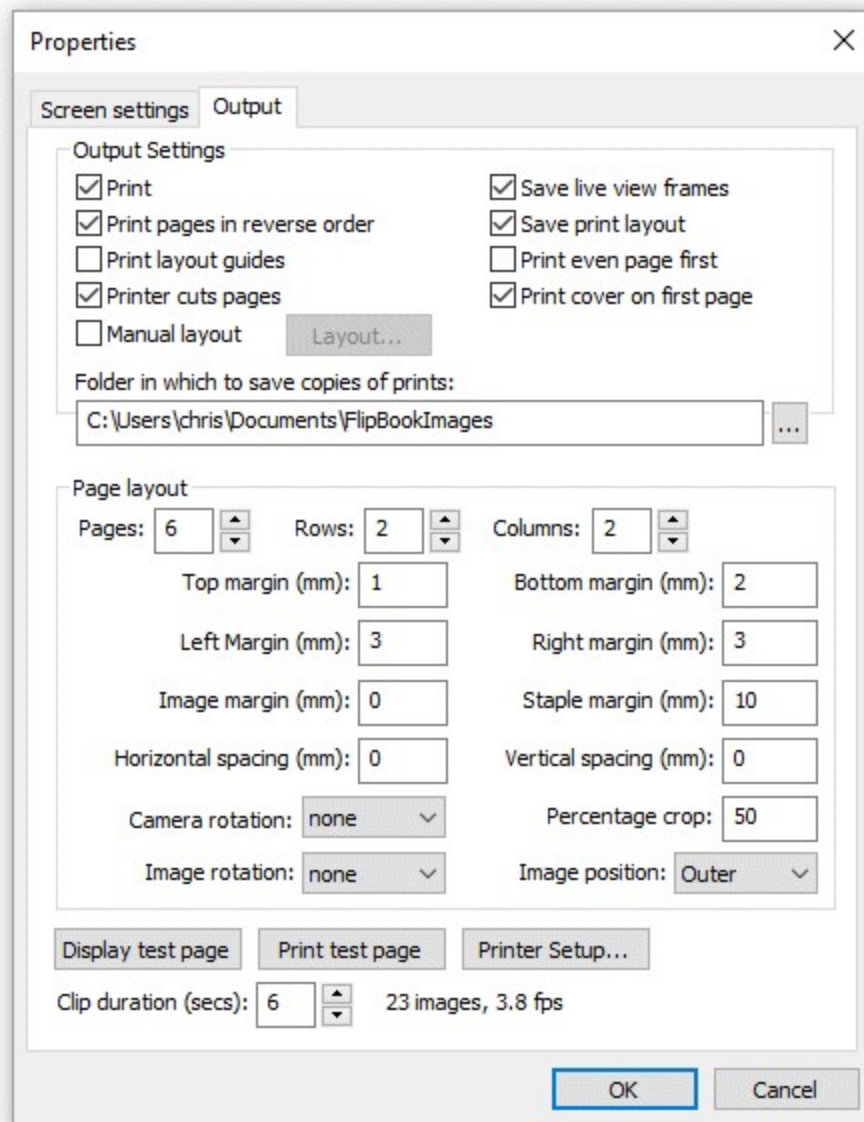 Properties
Screen settings Output
Output Settings
Print Save live view frames
Print pages in reverse order Save print layout
Print layout guides Print even page first
Printer cuts pages Print cover on first page
Manual layout Layout...
Folder in which to save copies of prints:
C:\Users\chris\Documents\FlipBookImages ...
Page layout
Pages: 6 Rows: 2 Columns: 2
Top margin (mm): 1 Bottom margin (mm): 2
Left Margin (mm): 3 Right margin (mm): 3
Image margin (mm): 0 Staple margin (mm): 10
Horizontal spacing (mm): 0 Vertical spacing (mm): 0
Camera rotation: none Percentage crop: 50
Image rotation: none Image position: Outer
Display test page Print test page Printer Setup...
Clip duration (secs): 6 23 images, 3.8 fps
OK Cancel